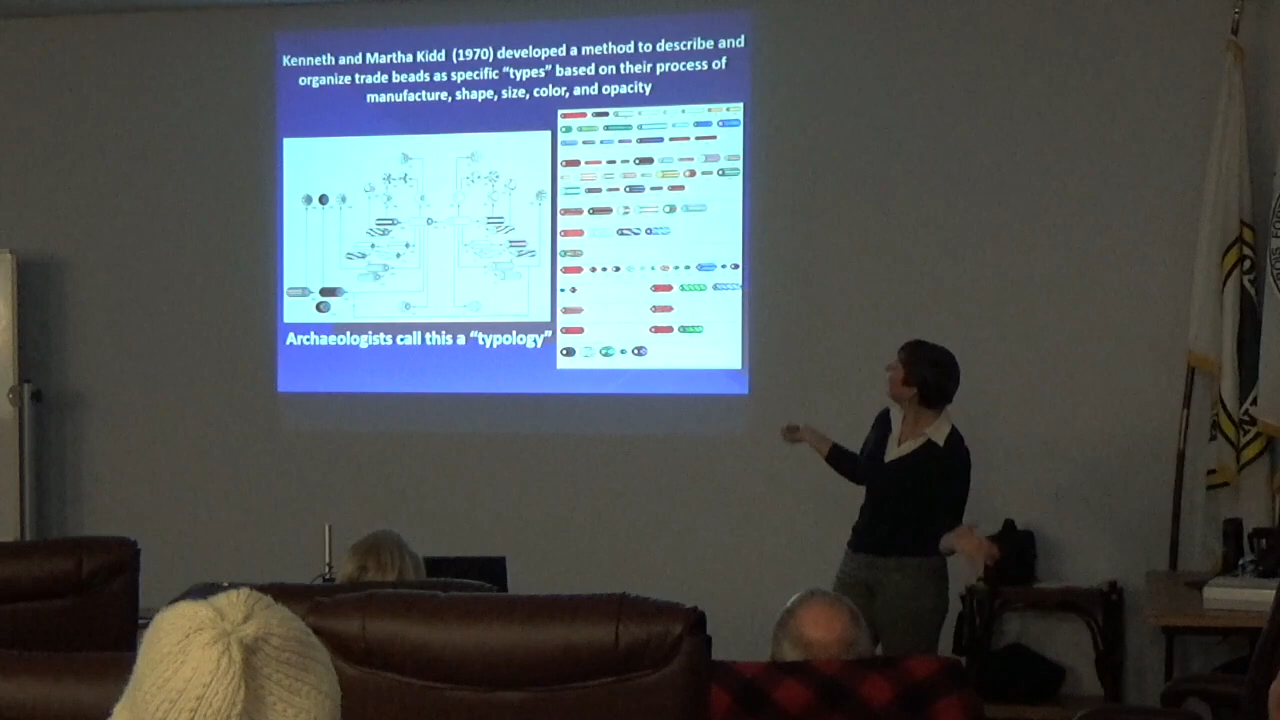 Kenneth and Martha Kidd (1970) developed a method to describe and
organize trade beads as specific “types” based on their process of
manufacture, shape, size, color, and opacity
Archaeologists call this a “typology”